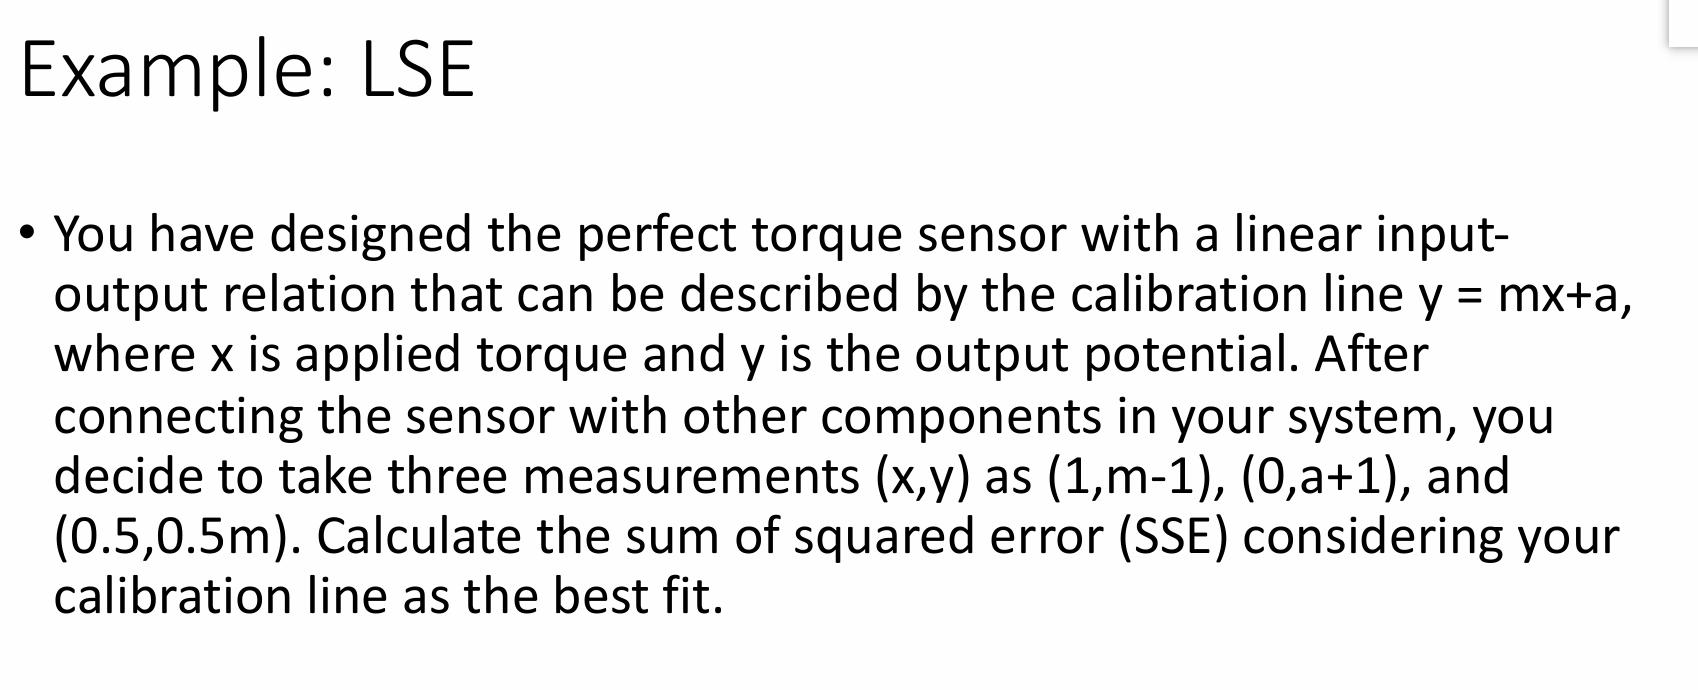 Example: LSE
• You have designed the perfect torque sensor with a linear input-
output relation that can be described by the calibration line y = mx+a,
where x is applied torque and y is the output potential. After
connecting the sensor with other components in your system, you
decide to take three measurements (x,y) as (1,m-1), (0,a+1), and
(0.5,0.5m). Calculate the sum of squared error (SSE) considering your
calibration line as the best fit.